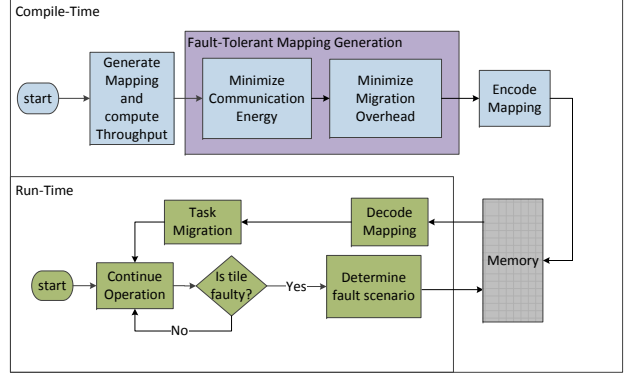 Compile-Time
Fault-Tolerant Mapping Generation
start
Generate
Mapping
and
compute
Throughput
Minimize
Communication
Energy
Minimize
Migration
Overhead
Encode
Mapping
Run-Time
Task
Migration
Decode
Mapping
Memory
start
Continue
Operation
Is tile
faulty?
Yes
Determine
fault scenario
No